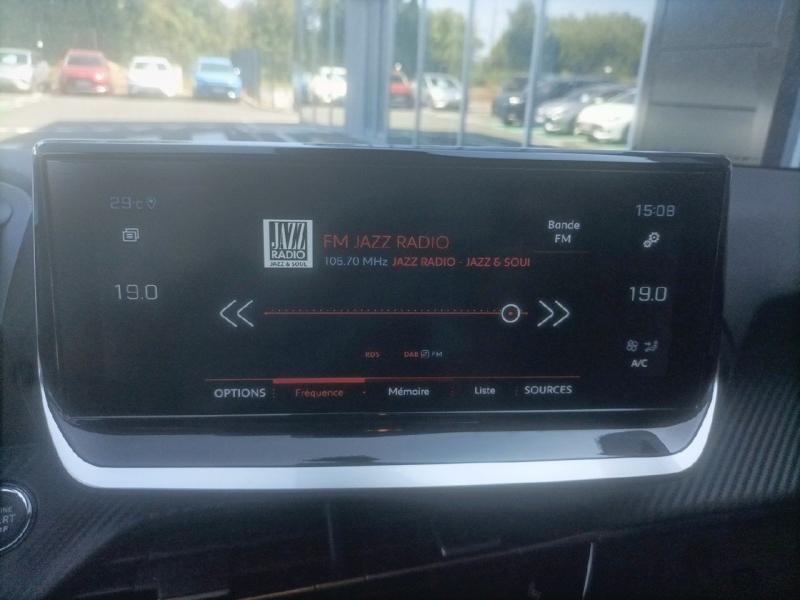 29°C
15:08
JAZZ
RADIO
JAZZ & SOUL
FM JAZZ RADIO
Bande
FM
105.70 MHz JAZZ RADIO - JAZZ & SOUL
19.0
19.0
RDS
DAB FM
A/C
OPTIONS
Fréquence
Mémoire
Liste
SOURCES